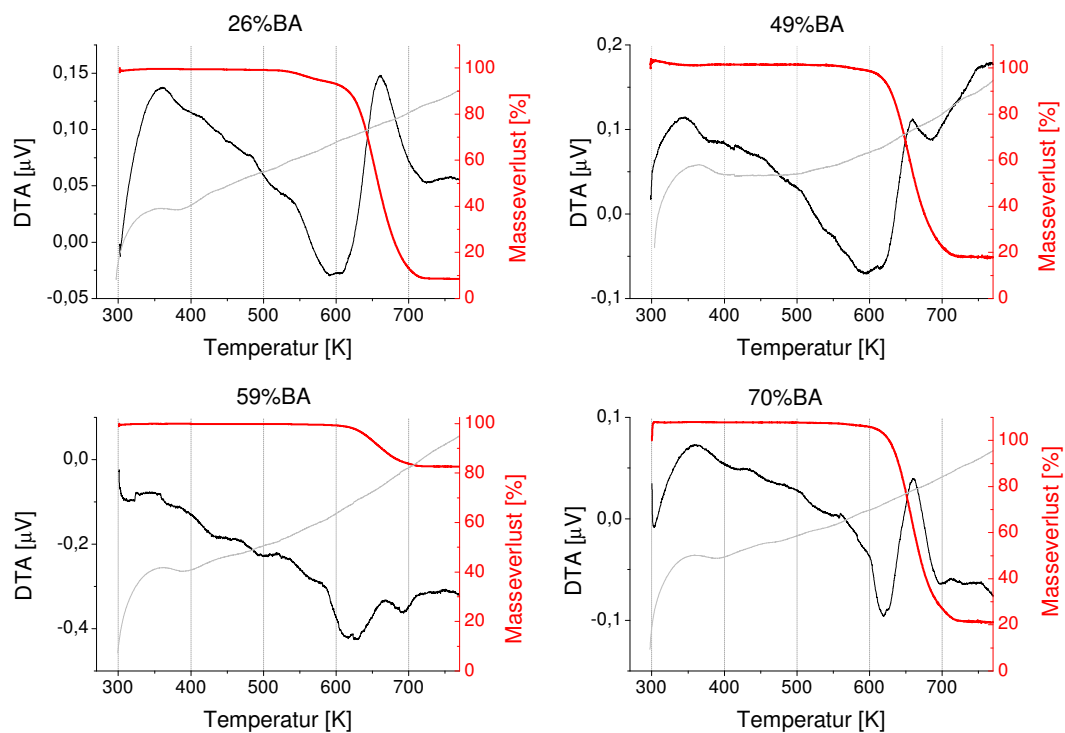 26%BA
DTA [µV]
0,15
0,10
0,05
0,00
-0,05
100
80
60
40
20
0
Masseverlust [%]
300 400 500 600 700
Temperatur [K]
49%BA
DTA [µV]
0,2
0,1
0,0
-0,1
100
80
60
40
20
0
Masseverlust [%]
300 400 500 600 700
Temperatur [K]
59%BA
DTA [µV]
0,0
-0,2
-0,4
100
80
60
40
20
0
Masseverlust [%]
300 400 500 600 700
Temperatur [K]
70%BA
DTA [µV]
0,1
0,0
-0,1
100
80
60
40
20
0
Masseverlust [%]
300 400 500 600 700
Temperatur [K]